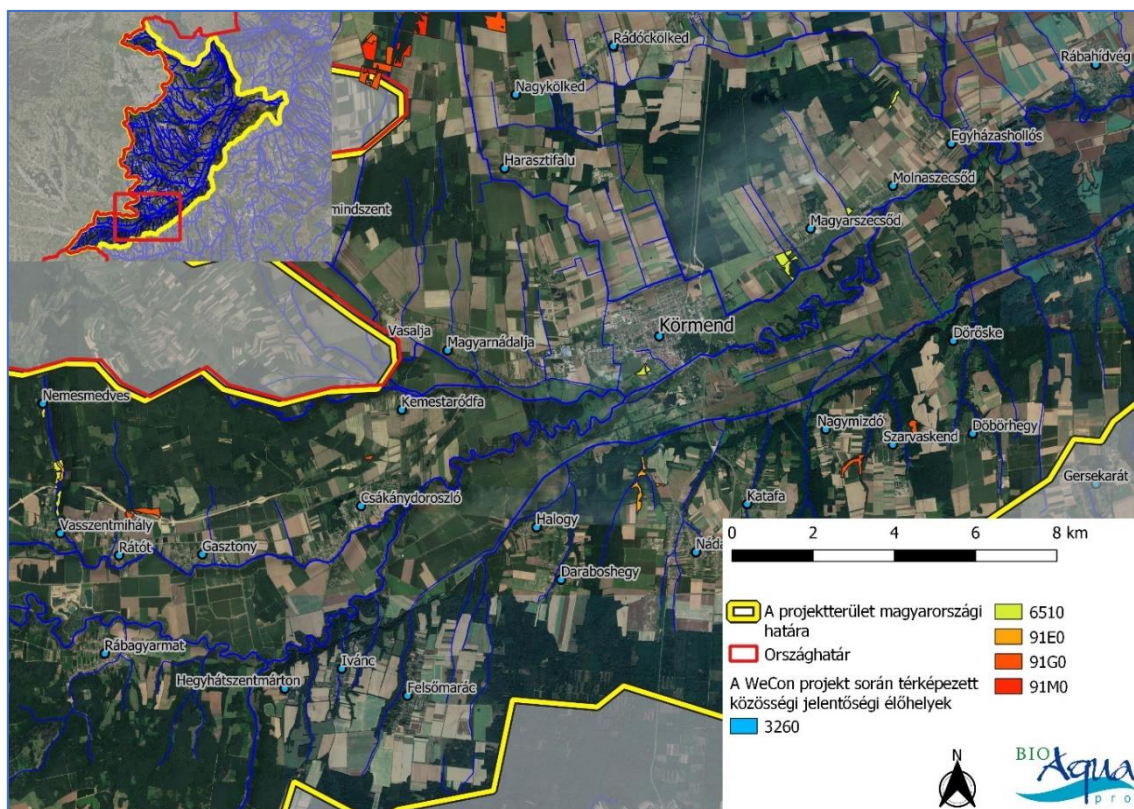 Rádóckölked
Rábahídvég
Nagykölked
Egyházashollós
Harasztifalu
Molnaszecsőd
mindszent
Magyarszecsőd
Körmend
Vasalja
Magyarnádalja
Döröske
Nemesmedves
Kemestaródfa
Nagymizdó
Szarvaskend
Döbörhegy
Gersekarát
Csákánydoroszló
Katafa
Vasszentmihály
Rátót
Gasztony
Halogy
Náda
Daraboshegy
Rábagyarmat
Ivánc
Hegyhátszentmárton
Felsőmarác
0 2 4 6 8 km
A projektterület magyarországi
határa
Országhatár
A WeCon projekt során térképezett
közösségi jelentőségi élőhelyek
3260
6510
91E0
91G0
91M0
N
BIO
Aqua
pro